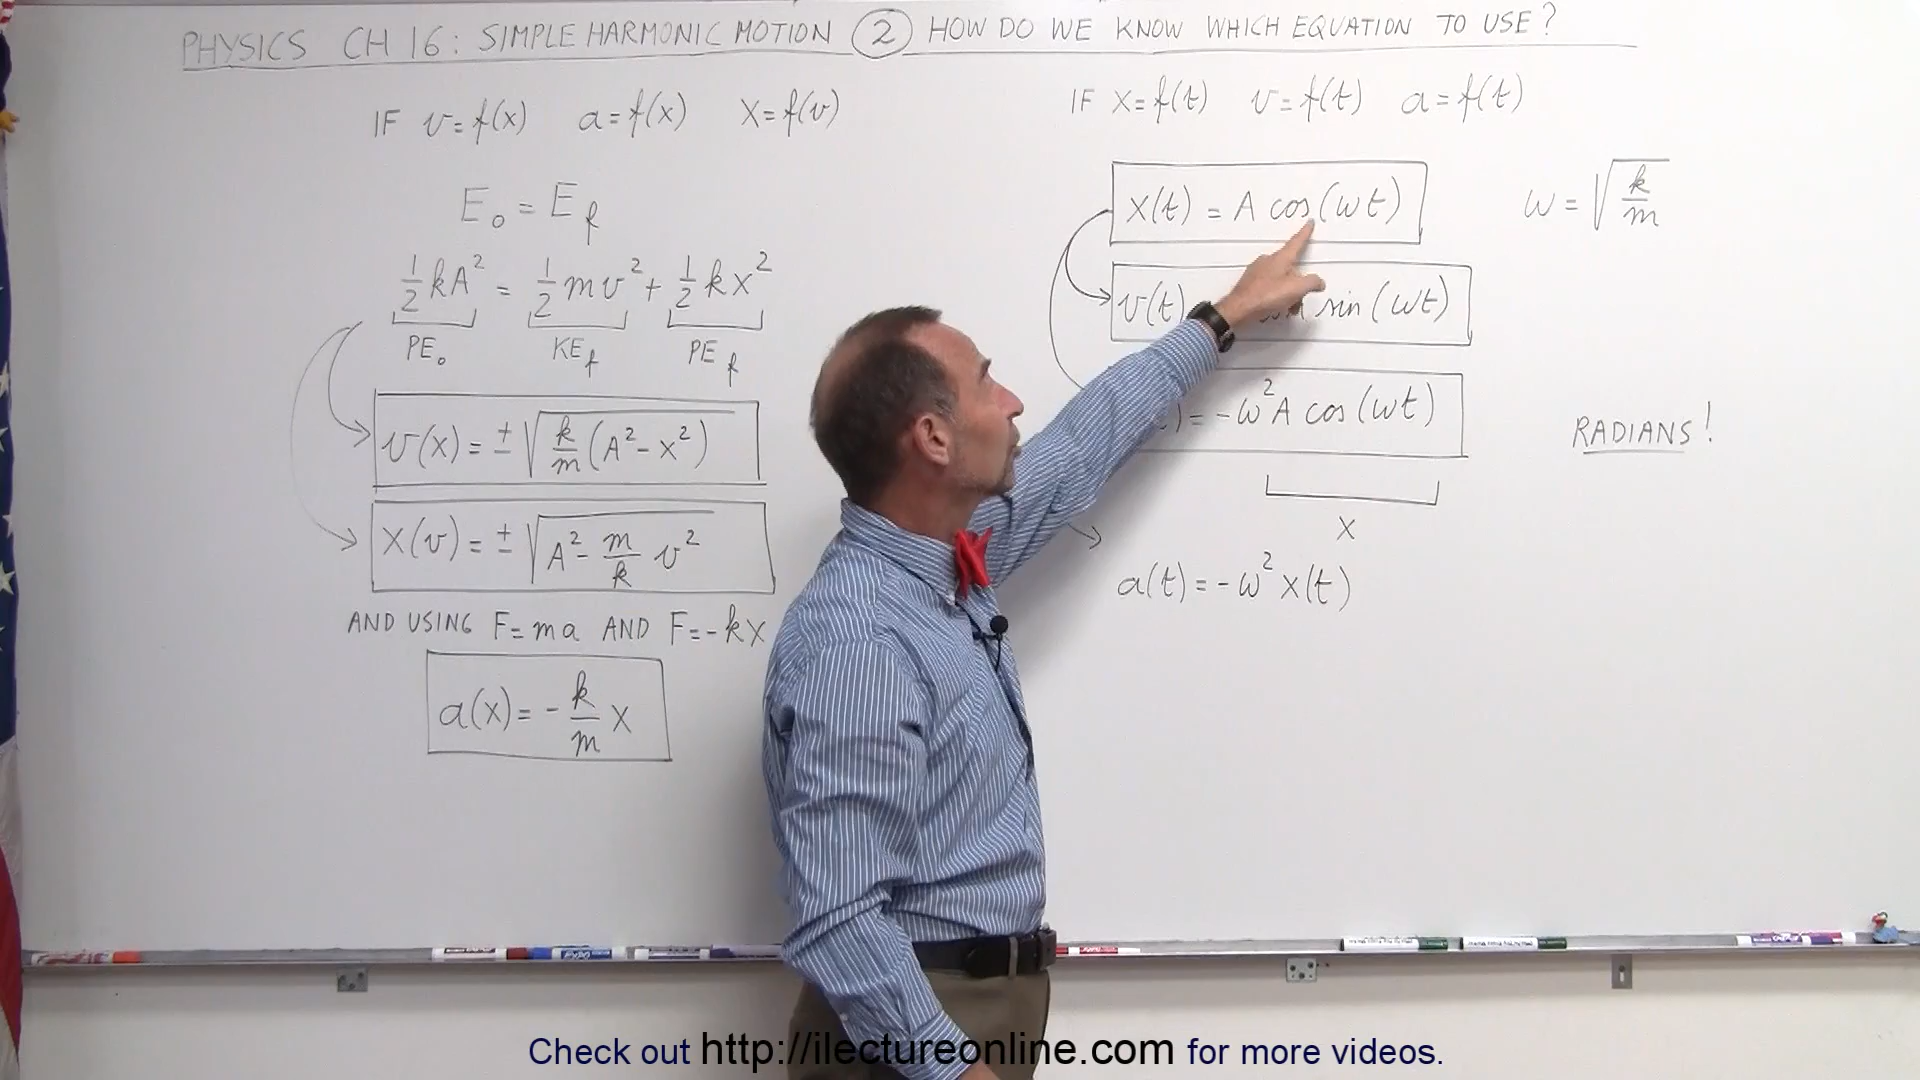 PHYSICS CH 16: SIMPLE HARMONIC MOTION ② HOW DO WE KNOW WHICH EQUATION TO USE?
IF v=f(x) a=f(x) X=f(v)
E₀ = E_f
½kA² = ½mv² + ½kx²
PE₀ KE_f PE_f
v(x) = ±√(k/m (A²-x²))
X(v) = ±√(A² - m/k v²)
AND USING F=ma AND F=-kX
a(x) = - k/m X
IF X=f(t) v=f(t) a=f(t)
X(t) = A cos(ωt)
ω = √(k/m)
v(t) A sin(ωt)
) = -ω²A cos(ωt)
RADIANS!
X
a(t) = -ω²X(t)
Check out http://ilectureonline.com for more videos.